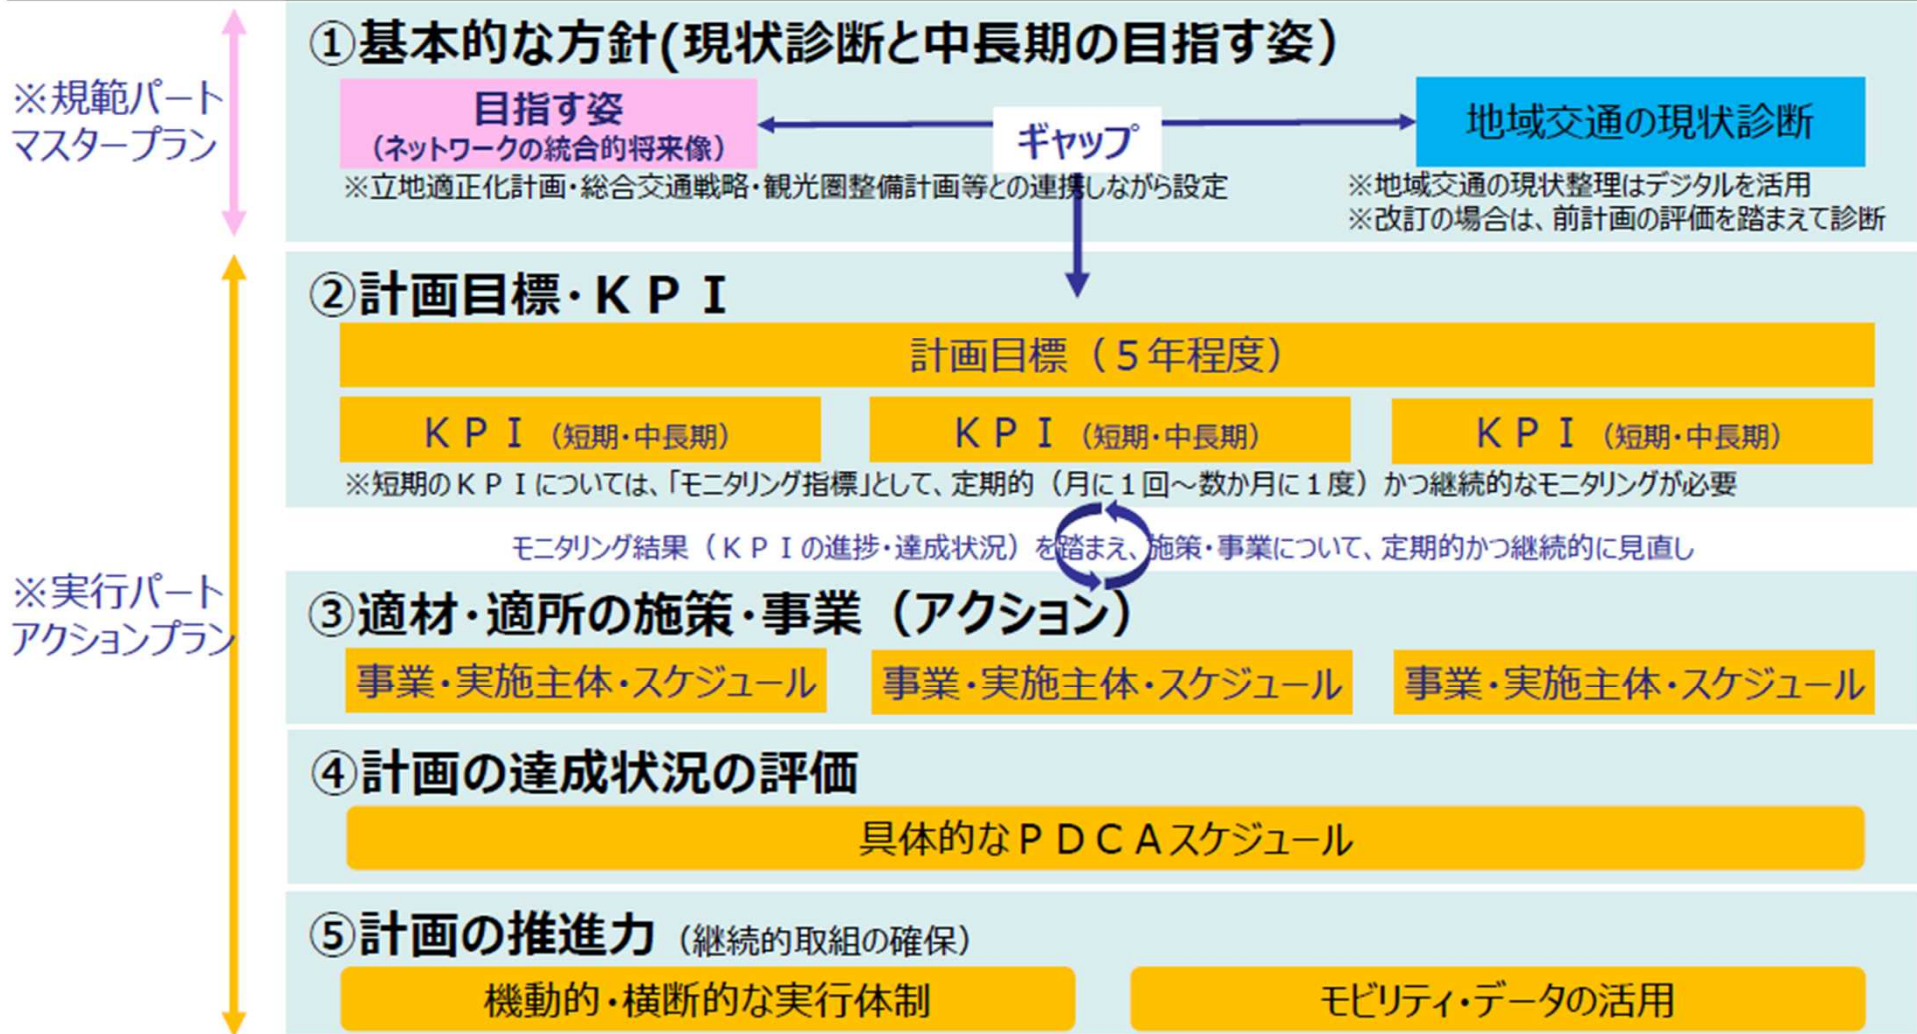 ①基本的な方針(現状診断と中長期の目指す姿）
※規範パート
マスタープラン
目指す姿
（ネットワークの統合的将来像）
ギャップ
地域交通の現状診断
※立地適正化計画・総合交通戦略・観光圏整備計画等との連携しながら設定
※地域交通の現状整理はデジタルを活用
※改訂の場合は、前計画の評価を踏まえて診断
②計画目標・ＫＰＩ
計画目標（５年程度）
ＫＰＩ（短期・中長期）
ＫＰＩ（短期・中長期）
ＫＰＩ（短期・中長期）
※短期のＫＰＩについては、「モニタリング指標」として、定期的（月に１回～数か月に１度）かつ継続的なモニタリングが必要
モニタリング結果（ＫＰＩの進捗・達成状況）を踏まえ、施策・事業について、定期的かつ継続的に見直し
※実行パート
アクションプラン
③適材・適所の施策・事業（アクション）
事業・実施主体・スケジュール
事業・実施主体・スケジュール
事業・実施主体・スケジュール
④計画の達成状況の評価
具体的なＰＤＣＡスケジュール
⑤計画の推進力（継続的取組の確保）
機動的・横断的な実行体制
モビリティ・データの活用